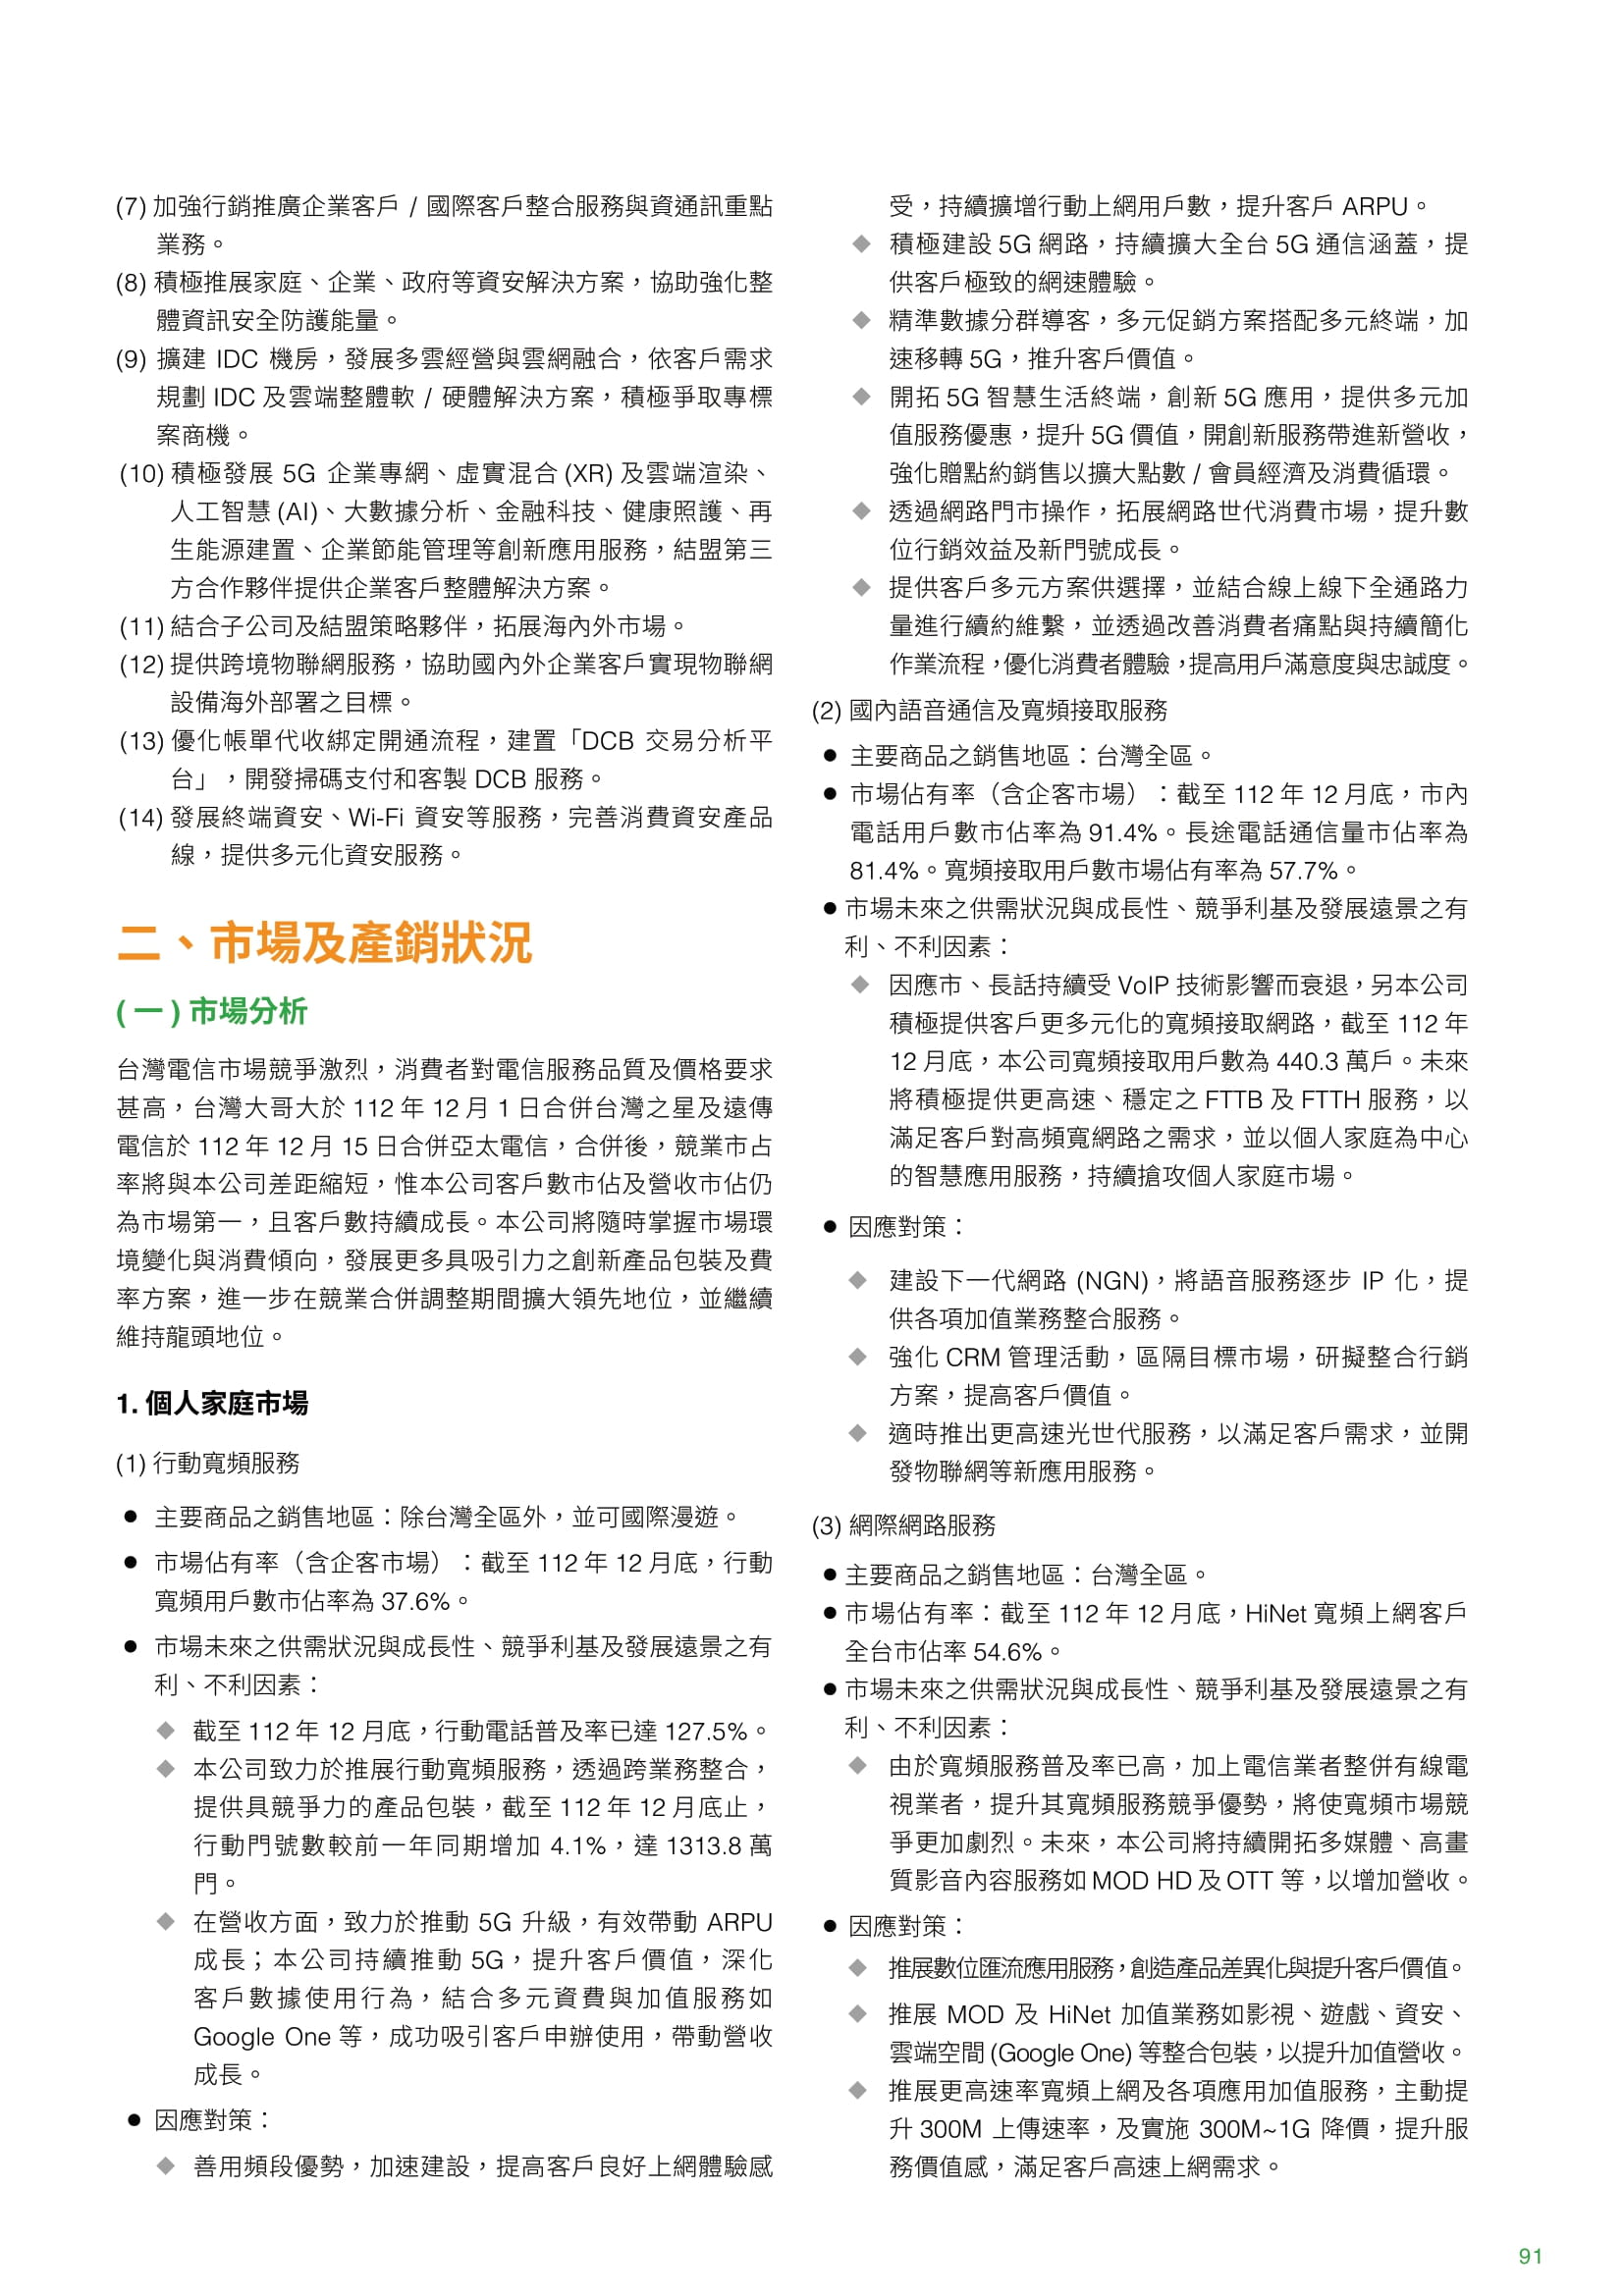 (7) 加強行銷推廣企業客戶 / 國際客戶整合服務與資通訊重點
業務。
(8) 積極推展家庭、企業、政府等資安解決方案，協助強化整
體資訊安全防護能量。
(9) 擴建 IDC 機房，發展多雲經營與雲網融合，依客戶需求
規劃 IDC 及雲端整體軟 / 硬體解決方案，積極爭取專標
案商機。
(10) 積極發展 5G 企業專網、虛實混合 (XR) 及雲端渲染、
人工智慧 (AI)、大數據分析、金融科技、健康照護、再
生能源建置、企業節能管理等創新應用服務，結盟第三
方合作夥伴提供企業客戶整體解決方案。
(11) 結合子公司及結盟策略夥伴，拓展海內外市場。
(12) 提供跨境物聯網服務，協助國內外企業客戶實現物聯網
設備海外部署之目標。
(13) 優化帳單代收綁定開通流程，建置「DCB 交易分析平
台」，開發掃碼支付和客製 DCB 服務。
(14) 發展終端資安、Wi-Fi 資安等服務，完善消費資安產品
線，提供多元化資安服務。
二、市場及產銷狀況
( 一 ) 市場分析
台灣電信市場競爭激烈，消費者對電信服務品質及價格要求
甚高，台灣大哥大於 112 年 12 月 1 日合併台灣之星及遠傳
電信於 112 年 12 月 15 日合併亞太電信，合併後，競業市占
率將與本公司差距縮短，惟本公司客戶數市佔及營收市佔仍
為市場第一，且客戶數持續成長。本公司將隨時掌握市場環
境變化與消費傾向，發展更多具吸引力之創新產品包裝及費
率方案，進一步在競業合併調整期間擴大領先地位，並繼續
維持龍頭地位。
1. 個人家庭市場
(1) 行動寬頻服務
● 主要商品之銷售地區：除台灣全區外，並可國際漫遊。
● 市場佔有率（含企客市場）：截至 112 年 12 月底，行動
寬頻用戶數市佔率為 37.6%。
● 市場未來之供需狀況與成長性、競爭利基及發展遠景之有
利、不利因素：
◆ 截至 112 年 12 月底，行動電話普及率已達 127.5%。
◆ 本公司致力於推展行動寬頻服務，透過跨業務整合，
提供具競爭力的產品包裝，截至 112 年 12 月底止，
行動門號數較前一年同期增加 4.1%，達 1313.8 萬
門。
◆ 在營收方面，致力於推動 5G 升級，有效帶動 ARPU
成長；本公司持續推動 5G，提升客戶價值，深化
客戶數據使用行為，結合多元資費與加值服務如
Google One 等，成功吸引客戶申辦使用，帶動營收
成長。
● 因應對策：
◆ 善用頻段優勢，加速建設，提高客戶良好上網體驗感
受，持續擴增行動上網用戶數，提升客戶 ARPU。
◆ 積極建設 5G 網路，持續擴大全台 5G 通信涵蓋，提
供客戶極致的網速體驗。
◆ 精準數據分群導客，多元促銷方案搭配多元終端，加
速移轉 5G，推升客戶價值。
◆ 開拓 5G 智慧生活終端，創新 5G 應用，提供多元加
值服務優惠，提升 5G 價值，開創新服務帶進新營收，
強化贈點約銷售以擴大點數 / 會員經濟及消費循環。
◆ 透過網路門市操作，拓展網路世代消費市場，提升數
位行銷效益及新門號成長。
◆ 提供客戶多元方案供選擇，並結合線上線下全通路力
量進行續約維繫，並透過改善消費者痛點與持續簡化
作業流程，優化消費者體驗，提高用戶滿意度與忠誠度。
(2) 國內語音通信及寬頻接取服務
● 主要商品之銷售地區：台灣全區。
● 市場佔有率（含企客市場）：截至 112 年 12 月底，市內
電話用戶數市佔率為 91.4%。長途電話通信量市佔率為
81.4%。寬頻接取用戶數市場佔有率為 57.7%。
● 市場未來之供需狀況與成長性、競爭利基及發展遠景之有
利、不利因素：
◆ 因應市、長話持續受 VoIP 技術影響而衰退，另本公司
積極提供客戶更多元化的寬頻接取網路，截至 112 年
12 月底，本公司寬頻接取用戶數為 440.3 萬戶。未來
將積極提供更高速、穩定之 FTTB 及 FTTH 服務，以
滿足客戶對高頻寬網路之需求，並以個人家庭為中心
的智慧應用服務，持續搶攻個人家庭市場。
● 因應對策：
◆ 建設下一代網路 (NGN)，將語音服務逐步 IP 化，提
供各項加值業務整合服務。
◆ 強化 CRM 管理活動，區隔目標市場，研擬整合行銷
方案，提高客戶價值。
◆ 適時推出更高速光世代服務，以滿足客戶需求，並開
發物聯網等新應用服務。
(3) 網際網路服務
● 主要商品之銷售地區：台灣全區。
● 市場佔有率：截至 112 年 12 月底，HiNet 寬頻上網客戶
全台市佔率 54.6%。
● 市場未來之供需狀況與成長性、競爭利基及發展遠景之有
利、不利因素：
◆ 由於寬頻服務普及率已高，加上電信業者整併有線電
視業者，提升其寬頻服務競爭優勢，將使寬頻市場競
爭更加劇烈。未來，本公司將持續開拓多媒體、高畫
質影音內容服務如 MOD HD 及 OTT 等，以增加營收。
● 因應對策：
◆ 推展數位匯流應用服務，創造產品差異化與提升客戶價值。
◆ 推展 MOD 及 HiNet 加值業務如影視、遊戲、資安、
雲端空間 (Google One) 等整合包裝，以提升加值營收。
◆ 推展更高速率寬頻上網及各項應用加值服務，主動提
升 300M 上傳速率，及實施 300M~1G 降價，提升服
務價值感，滿足客戶高速上網需求。
91